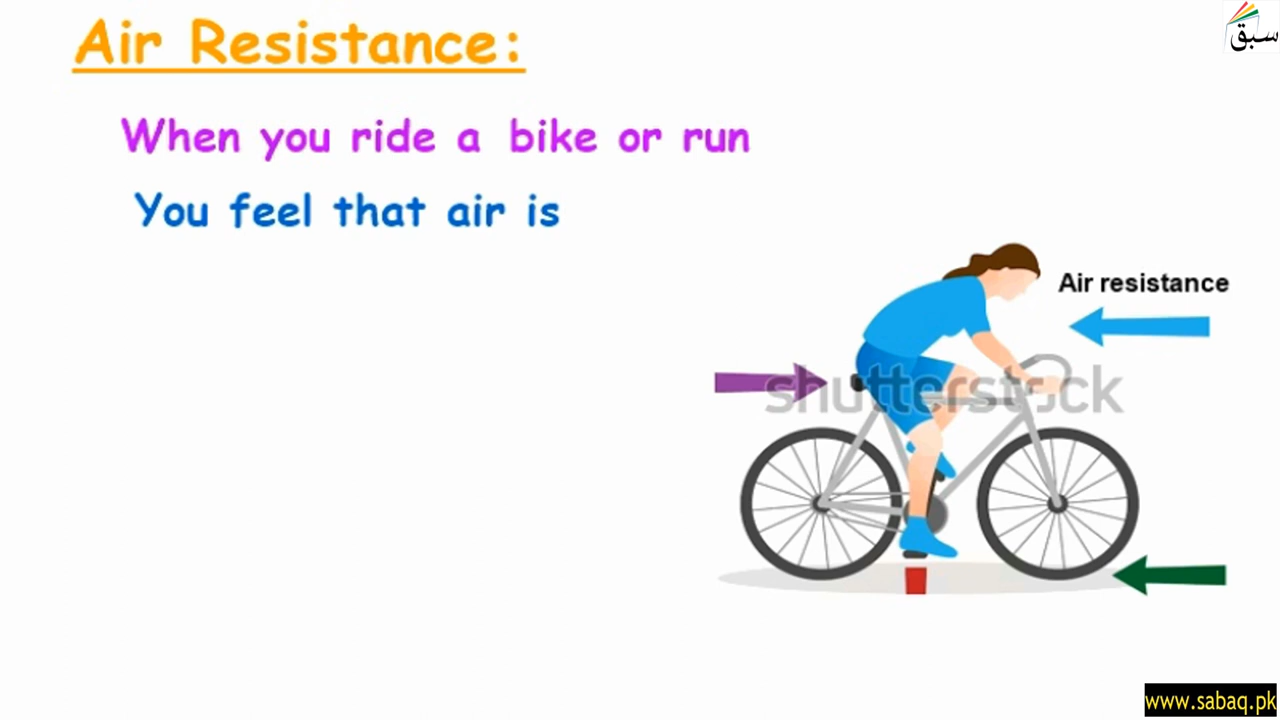 Air Resistance:
سبق
When you ride a bike or run
You feel that air is
Air resistance
shutterstock
www.sabaq.pk